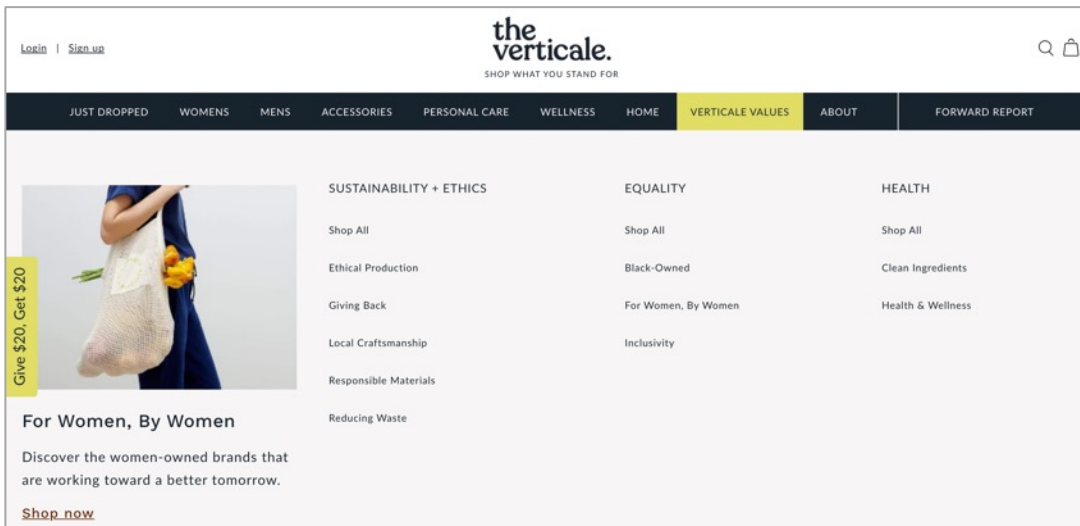 Login | Sign up
the
verticale.
SHOP WHAT YOU STAND FOR
JUST DROPPED WOMENS MENS ACCESSORIES PERSONAL CARE WELLNESS HOME VERTICALE VALUES ABOUT FORWARD REPORT
Give $20, Get $20
For Women, By Women
Discover the women-owned brands that
are working toward a better tomorrow.
Shop now
SUSTAINABILITY + ETHICS
Shop All
Ethical Production
Giving Back
Local Craftsmanship
Responsible Materials
Reducing Waste
EQUALITY
Shop All
Black-Owned
For Women, By Women
Inclusivity
HEALTH
Shop All
Clean Ingredients
Health & Wellness